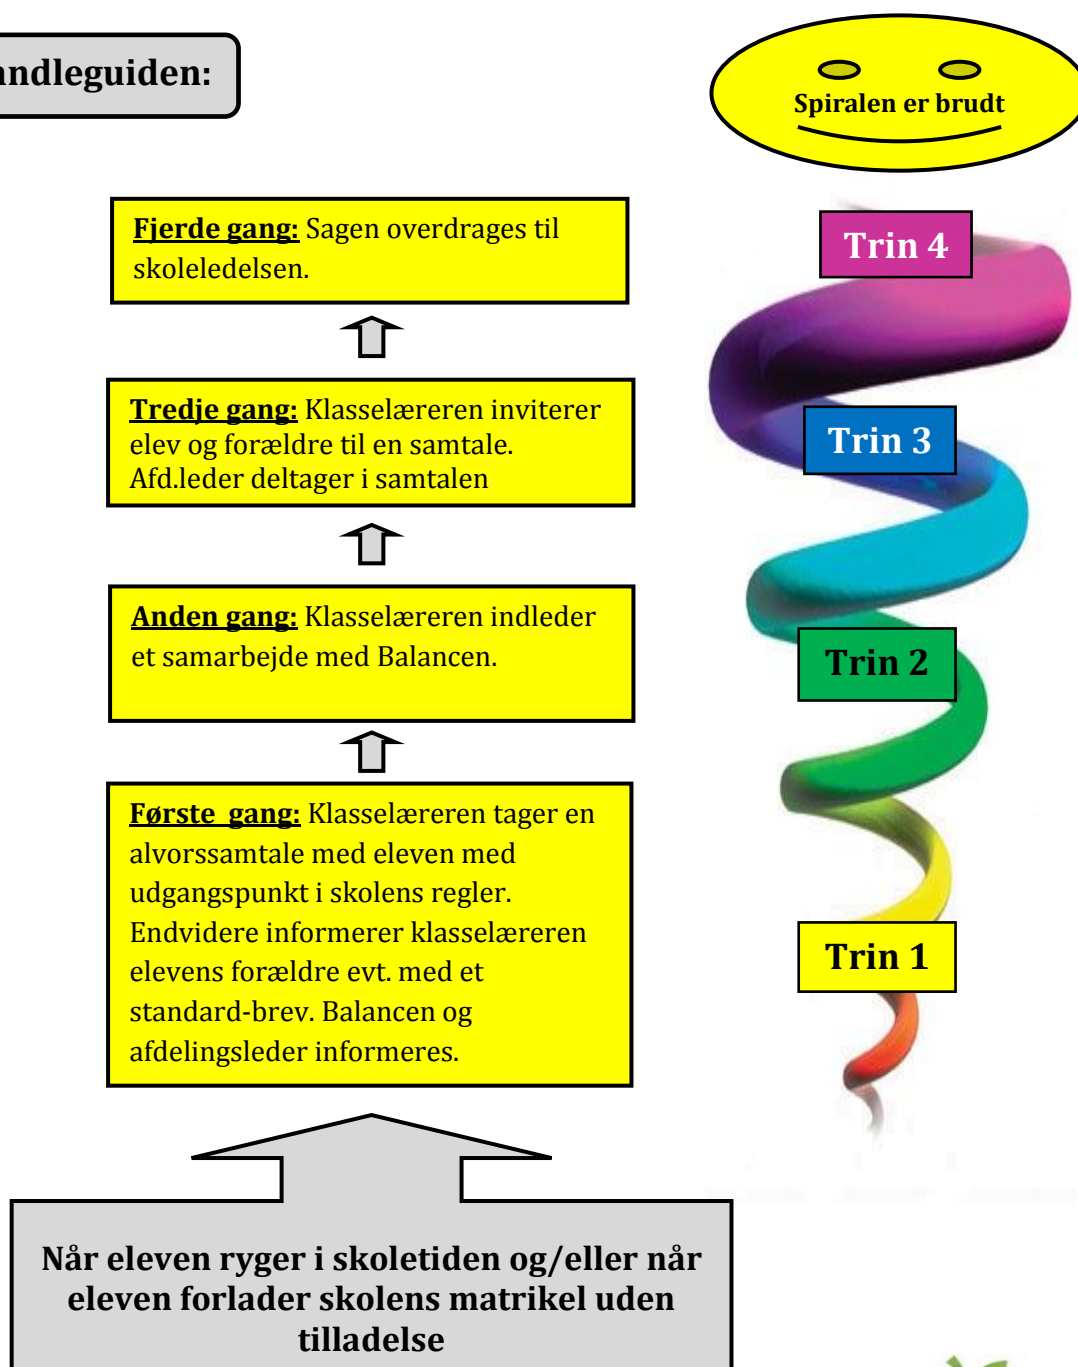 andleguiden:
Spiralen er brudt
Fjerde gang: Sagen overdrages til
skoleledelsen.
Trin 4
Tredje gang: Klasselæreren inviterer
elev og forældre til en samtale.
Afd.leder deltager i samtalen
Trin 3
Anden gang: Klasselæreren indleder
et samarbejde med Balancen.
Trin 2
Første gang: Klasselæreren tager en
alvorssamtale med eleven med
udgangspunkt i skolens regler.
Endvidere informerer klasselæreren
elevens forældre evt. med et
standard-brev. Balancen og
afdelingsleder informeres.
Trin 1
Når eleven ryger i skoletiden og/eller når
eleven forlader skolens matrikel uden
tilladelse